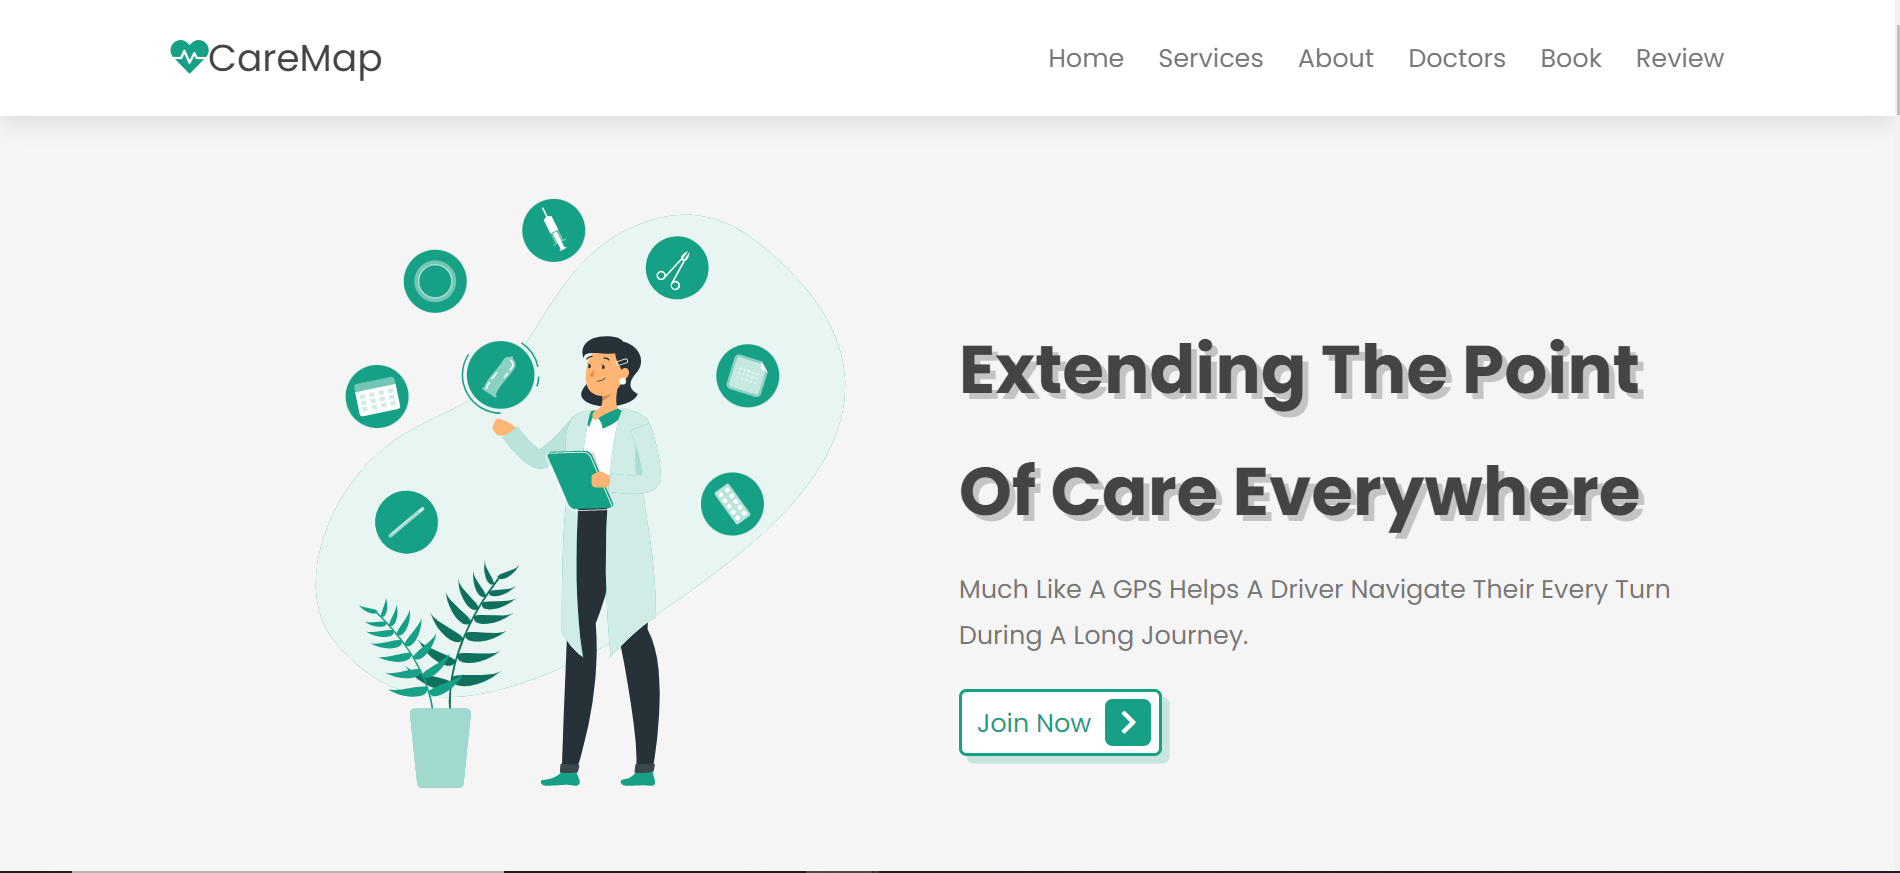 CareMap
Home Services About Doctors Book Review
Extending The Point
Of Care Everywhere
Much Like A GPS Helps A Driver Navigate Their Every Turn
During A Long Journey.
Join Now